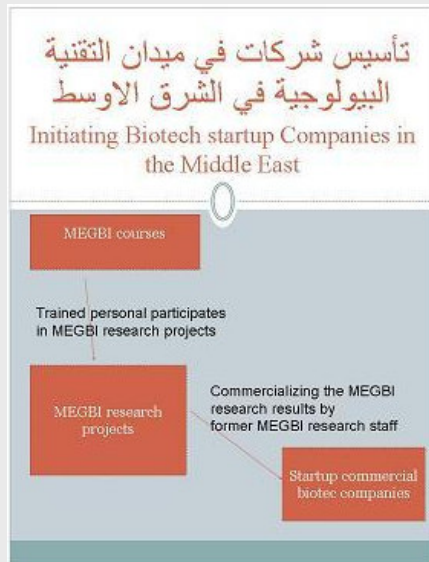 تأسيس شركات في ميدان التقنية
البيولوجية في الشرق الاوسط
Initiating Biotech startup Companies in
the Middle East
MEGBI courses
Trained personal participates
in MEGBI research projects
MEGBI research
projects
Commercializing the MEGBI
research results by
former MEGBI research staff
Startup commercial
biotec companies